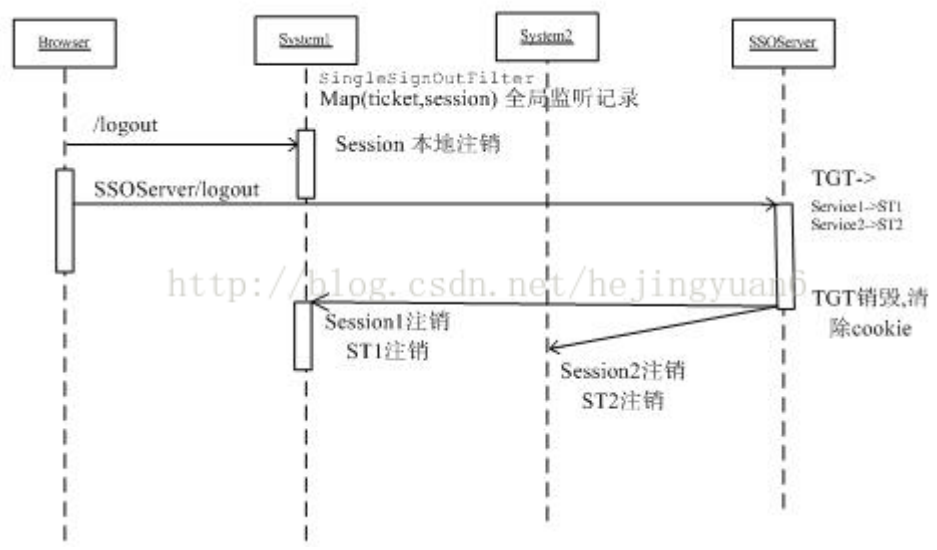 Browser
System1
System2
SSOServer
SingleSignOutFilter
Map(ticket,session) 全局监听记录
/logout
Session 本地注销
SSOServer/logout
TGT->
Service1->ST1
Service2->ST2
http://blog.csdn.net/hejingyuan6
TGT销毁,清
除cookie
Session1注销
ST1注销
Session2注销
ST2注销